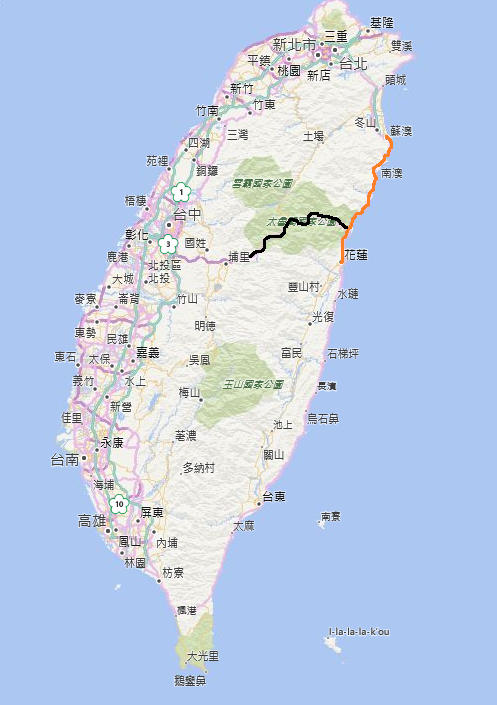 基隆
三重
新北市
雙溪
平鎮
台北
桃園
新店
頭城
新竹
竹東
竹南
冬山
蘇澳
三灣
土場
四湖
苑裡
銅鑼
南澳
雪霸國家公園
1
梧棲
台中
太魯閣國家公園
彰化
3
國姓
鹿港
花蓮
埔里
北投區
北投
大城
豐山村
水璉
麥寮
崙背
竹山
光復
東勢
明德
民雄
東石
太保
嘉義
吳鳳
富民
石梯坪
義竹
水上
玉山國家公園
長濱
梅山
新營
佳里
烏石鼻
池上
永康
荖濃
台南
關山
多納村
海埔
台東
10
屏東
南寮
高雄
太麻
鳳山
內埔
林園
枋寮
楓港
I-la-la-la-k'ou
大光里
鵝鑾鼻